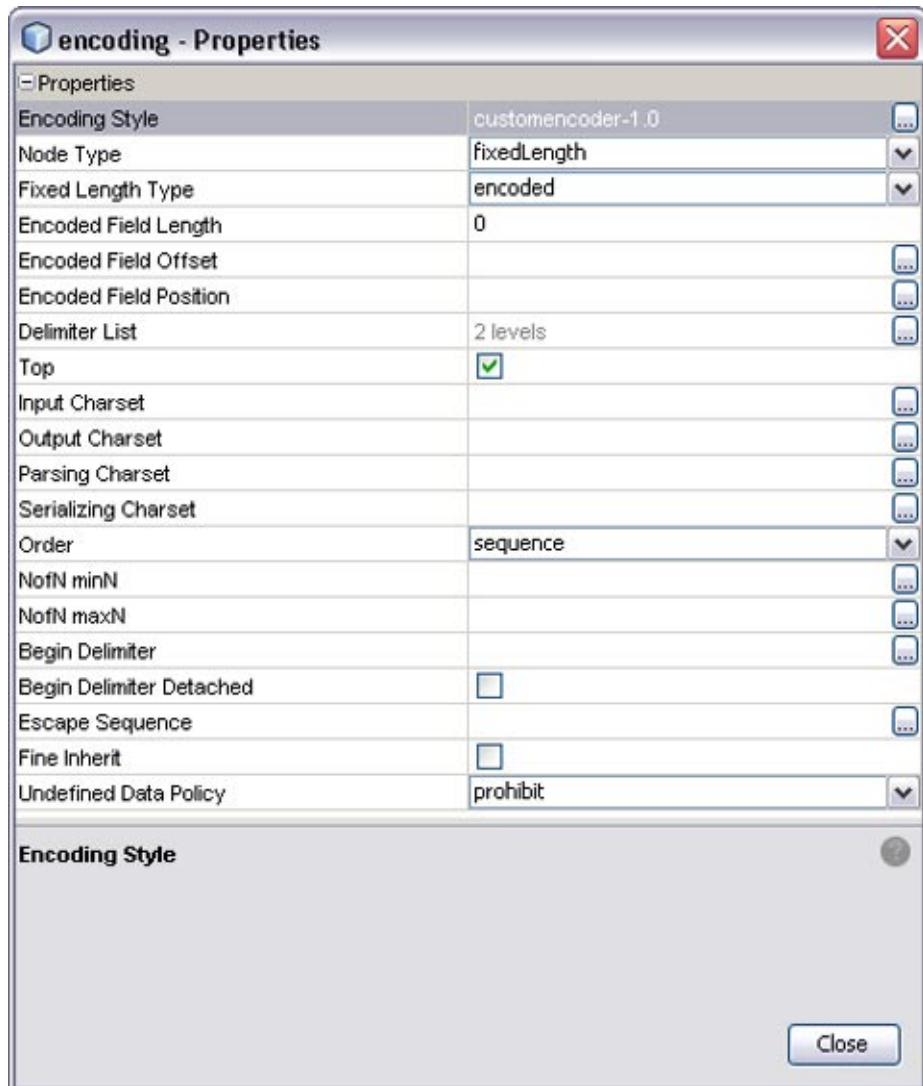 encoding - Properties
Properties
Encoding Style customencoder-1.0 ...
Node Type fixedLength
Fixed Length Type encoded
Encoded Field Length 0
Encoded Field Offset ...
Encoded Field Position ...
Delimiter List 2 levels ...
Top
Input Charset ...
Output Charset ...
Parsing Charset ...
Serializing Charset ...
Order sequence
NofN minN ...
NofN maxN ...
Begin Delimiter ...
Begin Delimiter Detached
Escape Sequence ...
Fine Inherit
Undefined Data Policy prohibit
Encoding Style ?
Close